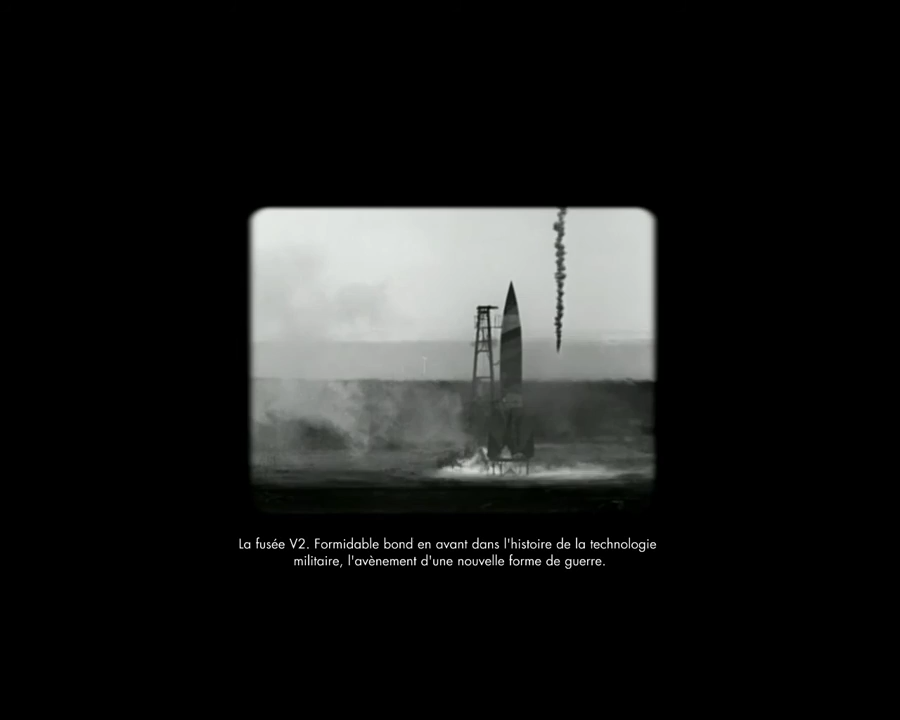 La fusée V2. Formidable bond en avant dans l'histoire de la technologie
militaire, l'avènement d'une nouvelle forme de guerre.